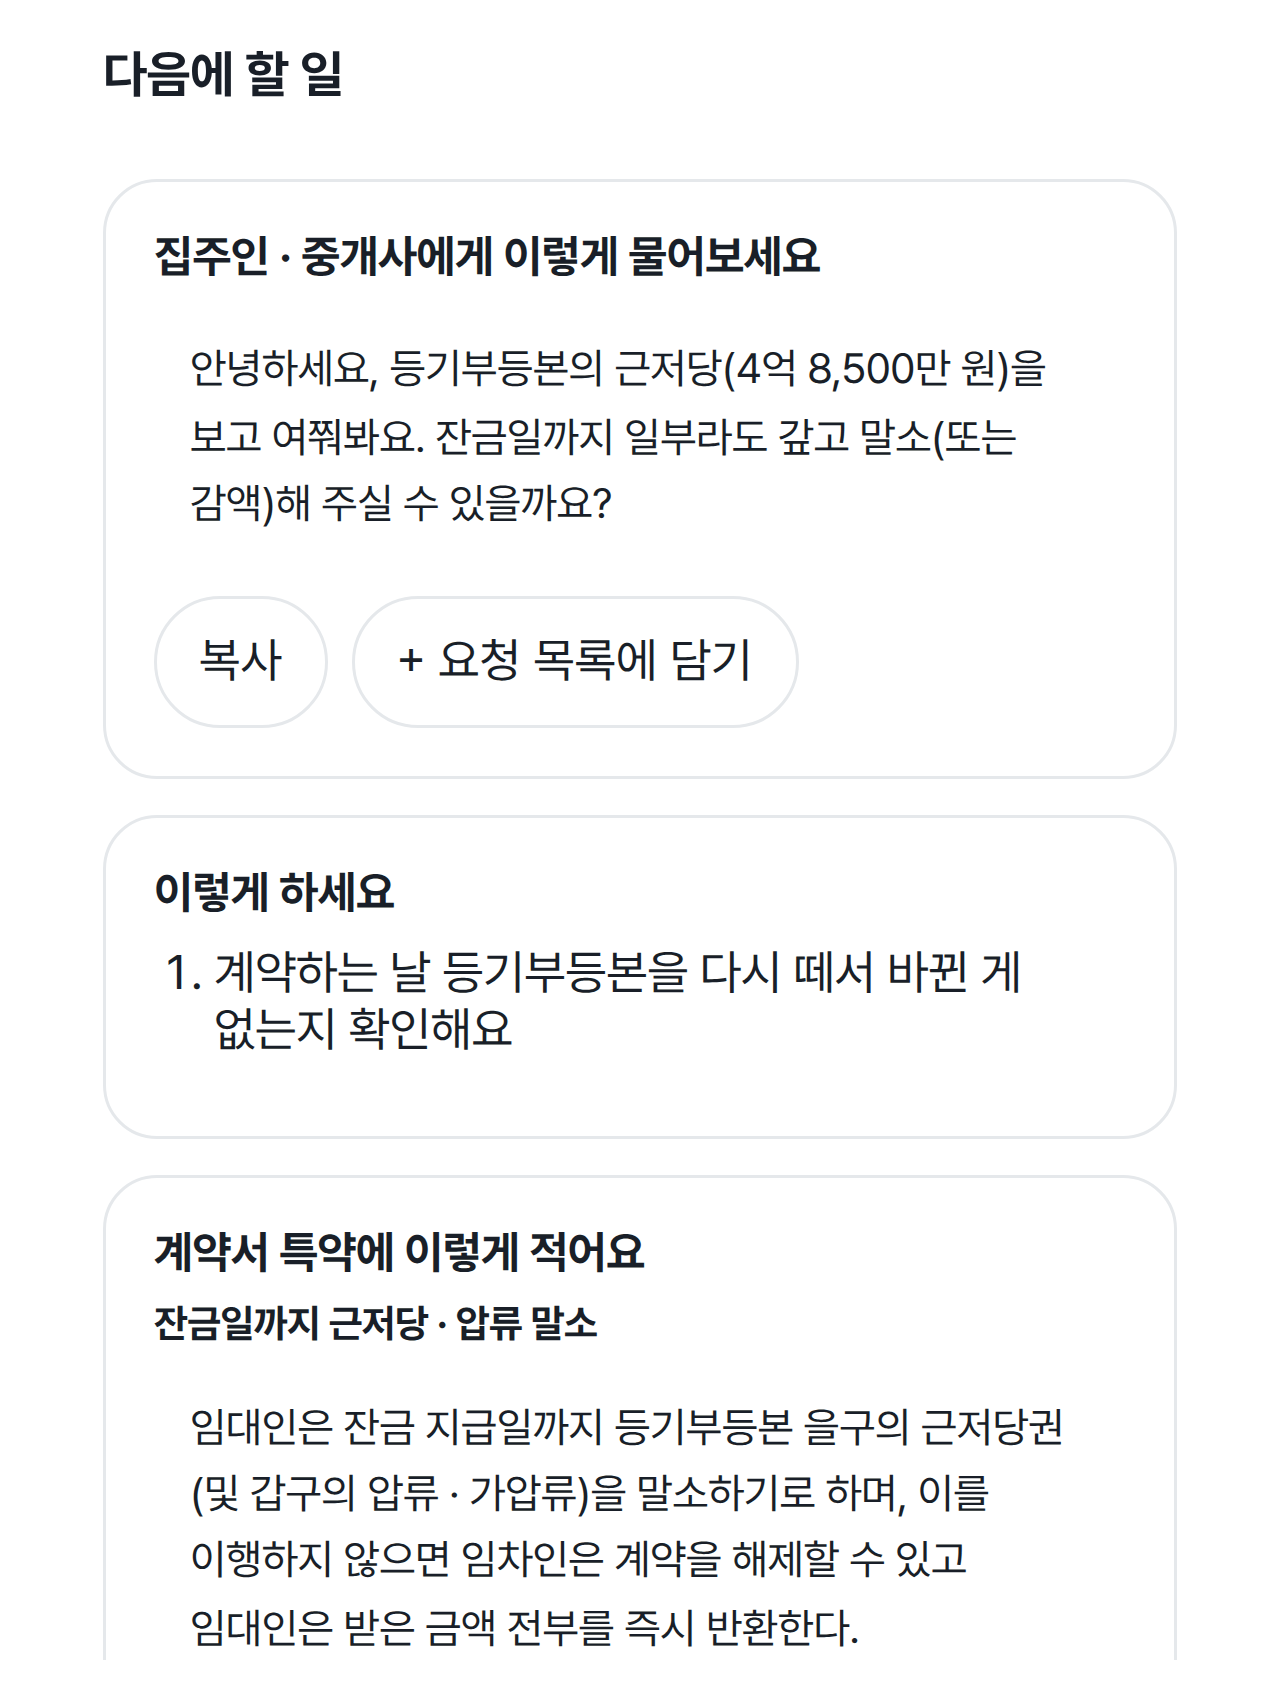 다음에 할 일
집주인 · 중개사에게 이렇게 물어보세요
안녕하세요, 등기부등본의 근저당(4억 8,500만 원)을
보고 여쭤봐요. 잔금일까지 일부라도 갚고 말소(또는
감액)해 주실 수 있을까요?
복사
+ 요청 목록에 담기
이렇게 하세요
1. 계약하는 날 등기부등본을 다시 떼서 바뀐 게
없는지 확인해요
계약서 특약에 이렇게 적어요
잔금일까지 근저당 · 압류 말소
임대인은 잔금 지급일까지 등기부등본 을구의 근저당권
(및 갑구의 압류 · 가압류)을 말소하기로 하며, 이를
이행하지 않으면 임차인은 계약을 해제할 수 있고
임대인은 받은 금액 전부를 즉시 반환한다.